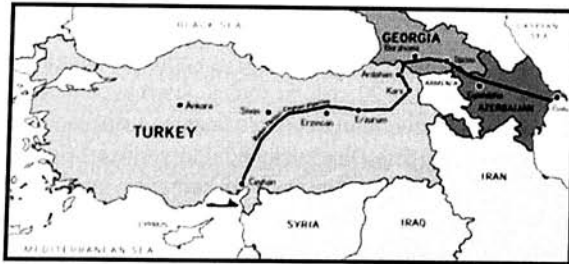 BLACK SEA
CASPIAN
SEA
GEORGIA
Ardahan
Kars
ARMENIA
AZERBAIJAN
Ankara
Sivas
Erzincan
Erzurum
TURKEY
Ceyhan
IRAN
CYPRUS
SYRIA
IRAQ
MEDITERRANEAN SEA